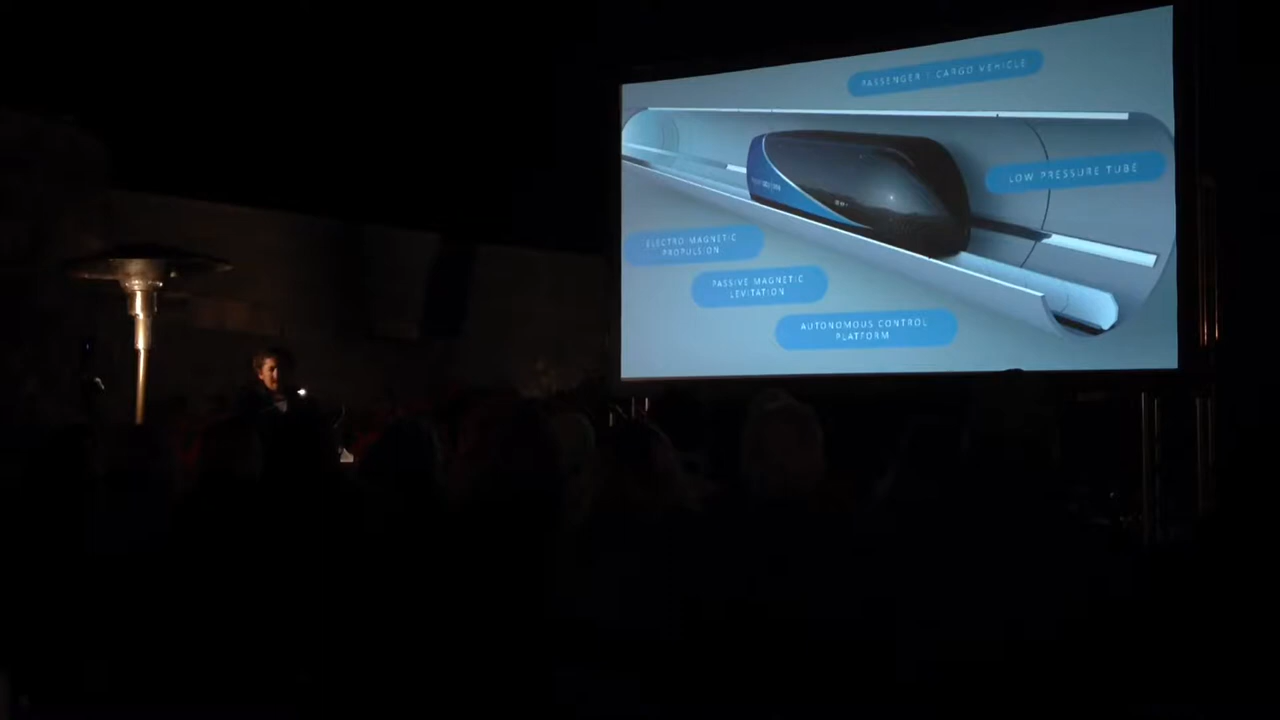 PASSENGER / CARGO VEHICLE
LOW PRESSURE TUBE
ELECTRO MAGNETIC
PROPULSION
PASSIVE MAGNETIC
LEVITATION
AUTONOMOUS CONTROL
PLATFORM